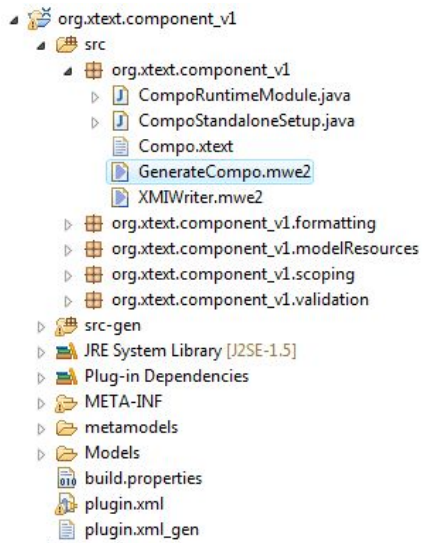 org.xtext.component_v1
src
org.xtext.component_v1
CompoRuntimeModule.java
CompoStandaloneSetup.java
Compo.xtext
GenerateCompo.mwe2
XMIWriter.mwe2
org.xtext.component_v1.formatting
org.xtext.component_v1.modelResources
org.xtext.component_v1.scoping
org.xtext.component_v1.validation
src-gen
JRE System Library [J2SE-1.5]
Plug-in Dependencies
META-INF
metamodels
Models
build.properties
plugin.xml
plugin.xml_gen